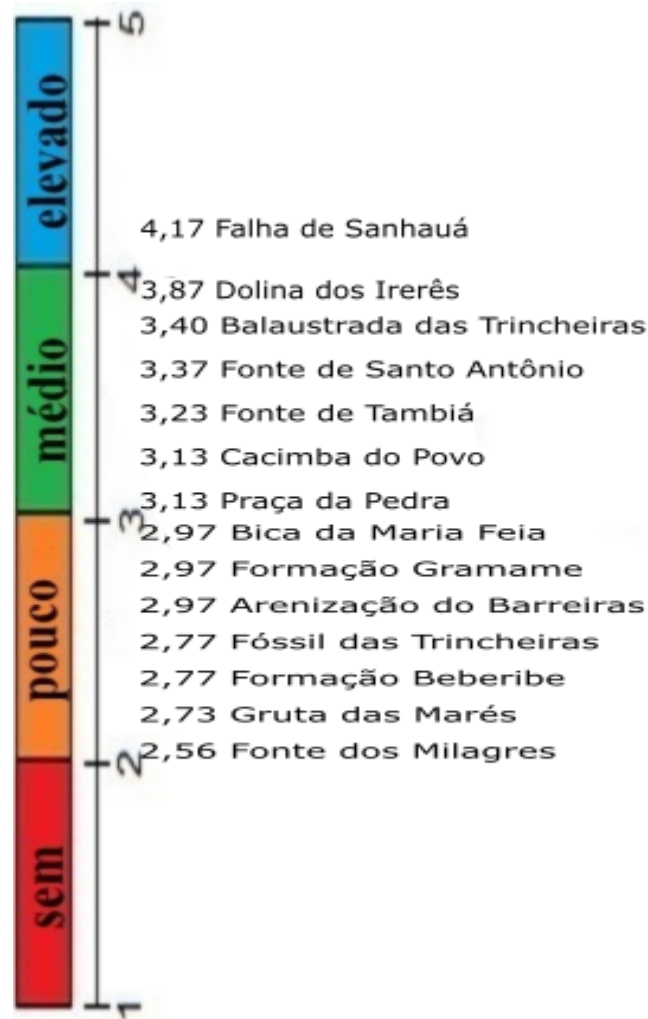 5
elevado
4,17 Falha de Sanhauá
4
3,87 Dolina dos Irerês
3,40 Balaustrada das Trincheiras
médio
3,37 Fonte de Santo Antônio
3,23 Fonte de Tambiá
3,13 Cacimba do Povo
3,13 Praça da Pedra
3
2,97 Bica da Maria Feia
2,97 Formação Gramame
2,97 Arenização do Barreiras
pouco
2,77 Fóssil das Trincheiras
2,77 Formação Beberibe
2,73 Gruta das Marés
2,56 Fonte dos Milagres
2
sem
1